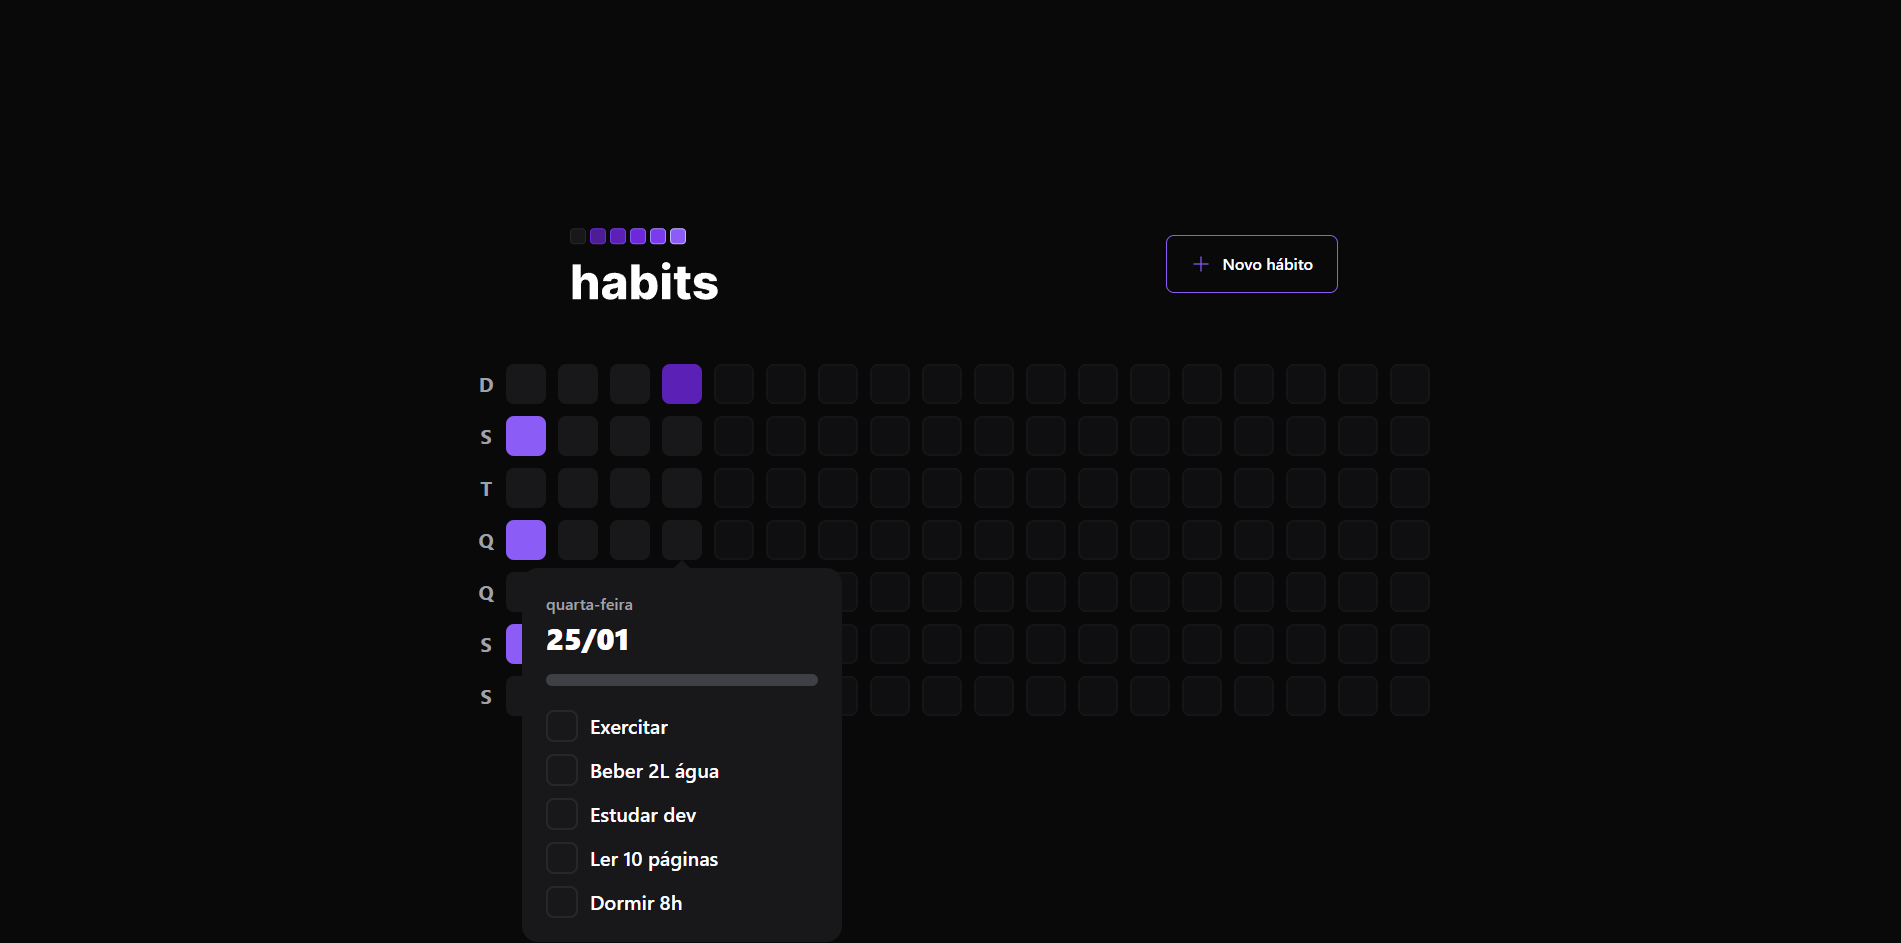 habits
Novo hábito
D
S
T
Q
Q
S
S
quarta-feira
25/01
Exercitar
Beber 2L água
Estudar dev
Ler 10 páginas
Dormir 8h